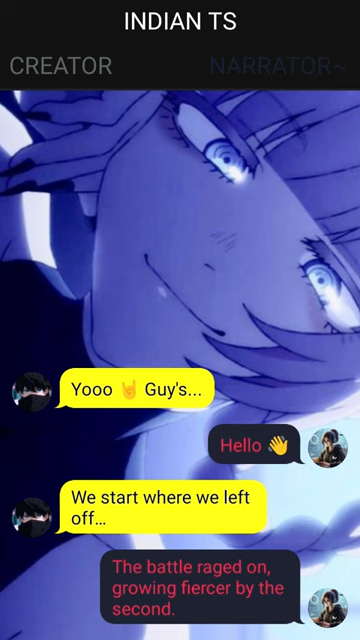 INDIAN TS
CREATOR
NARRATOR~
Yooo 🤘 Guy's...
Hello 👋
We start where we left
off...
The battle raged on,
growing fiercer by the
second.